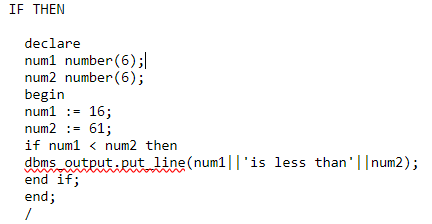 IF THEN
declare
num1 number(6);
num2 number(6);
begin
num1 := 16;
num2 := 61;
if num1 < num2 then
dbms_output.put_line(num1||'is less than'||num2);
end if;
end;
/